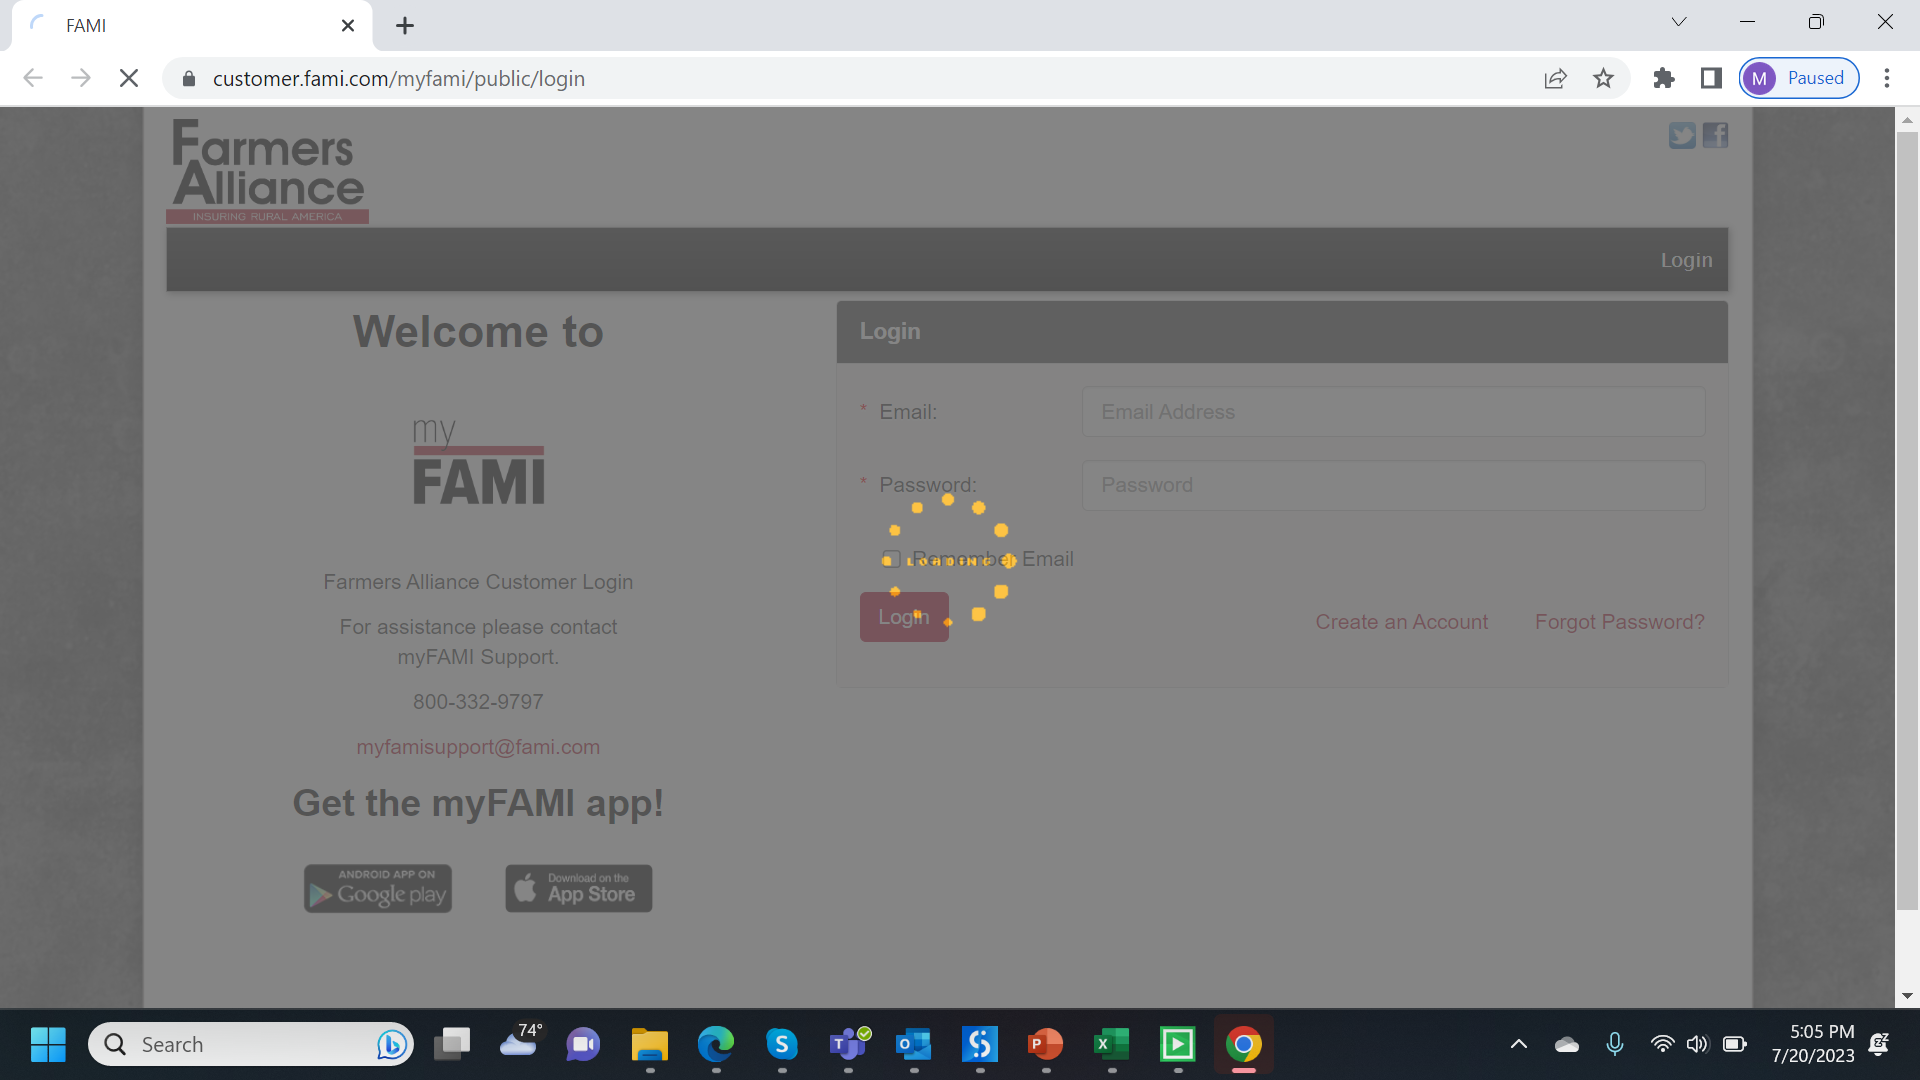 FAMI
customer.fami.com/myfami/public/login
M Paused
Farmers
Alliance
INSURING RURAL AMERICA
Login
Welcome to
my
FAMI
Farmers Alliance Customer Login
For assistance please contact
myFAMI Support.
800-332-9797
myfamisupport@fami.com
Get the myFAMI app!
ANDROID APP ON
Google play
Download on the
App Store
Login
* Email:
Email Address
* Password:
Password
Remember Email
LOADING
Login
Create an Account
Forgot Password?
Search
74°
5:05 PM
7/20/2023